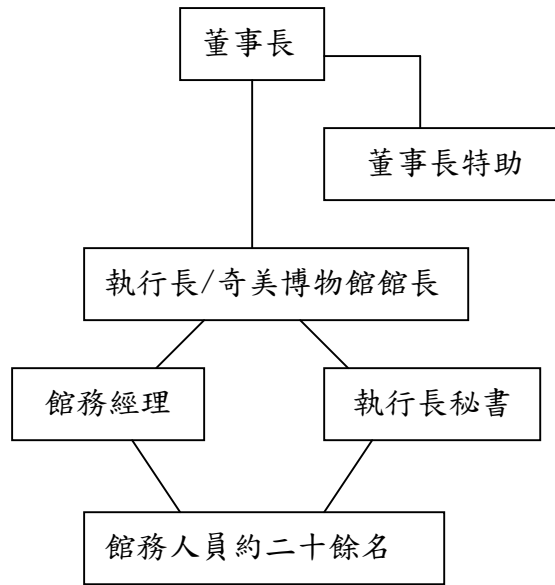 董事長
董事長特助
執行長/奇美博物館館長
館務經理
執行長秘書
館務人員約二十餘名